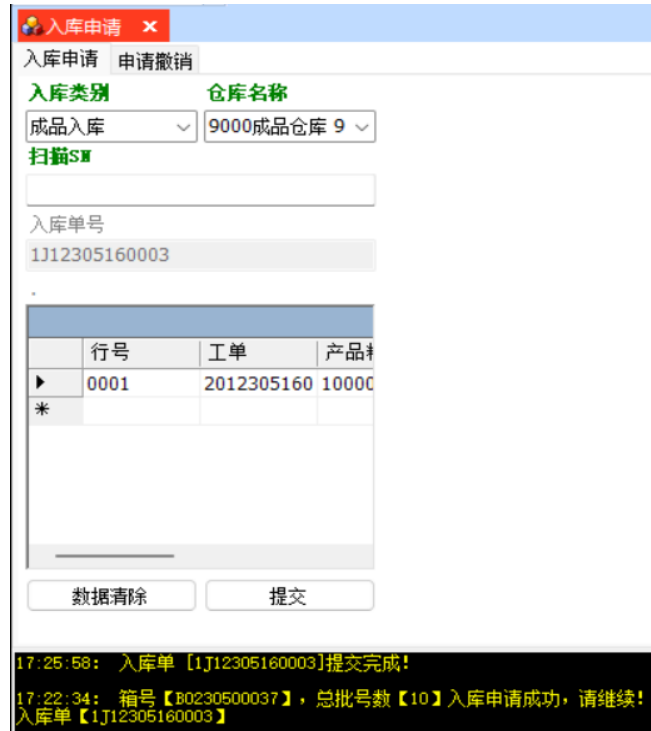 入库申请 ×
入库申请 申请撤销
入库类别 仓库名称
成品入库 9000成品仓库 9
扫描SN
入库单号
1J12305160003
.
行号 工单 产品料
0001 2012305160 10000
*
数据清除 提交
17:25:58: 入库单 [1J12305160003]提交完成!
17:22:34: 箱号【B0230500037】，总批号数【10】入库申请成功，请继续!
入库单【1J12305160003】